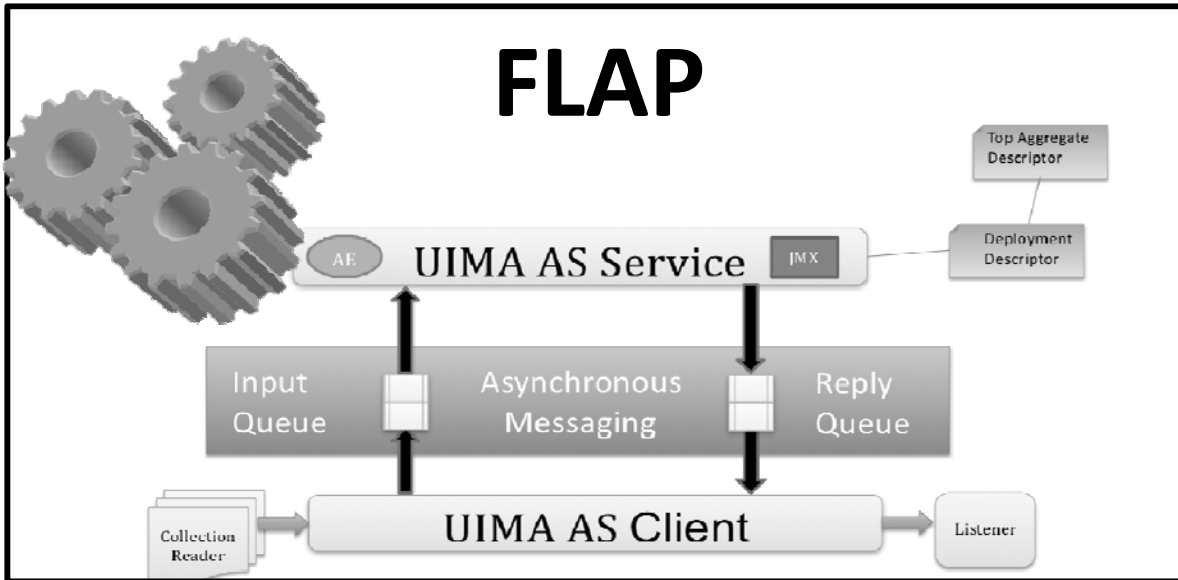 FLAP
Top Aggregate
Descriptor
AE
UIMA AS Service
JMX
Deployment
Descriptor
Input
Queue
Asynchronous
Messaging
Reply
Queue
Collection
Reader
UIMA AS Client
Listener